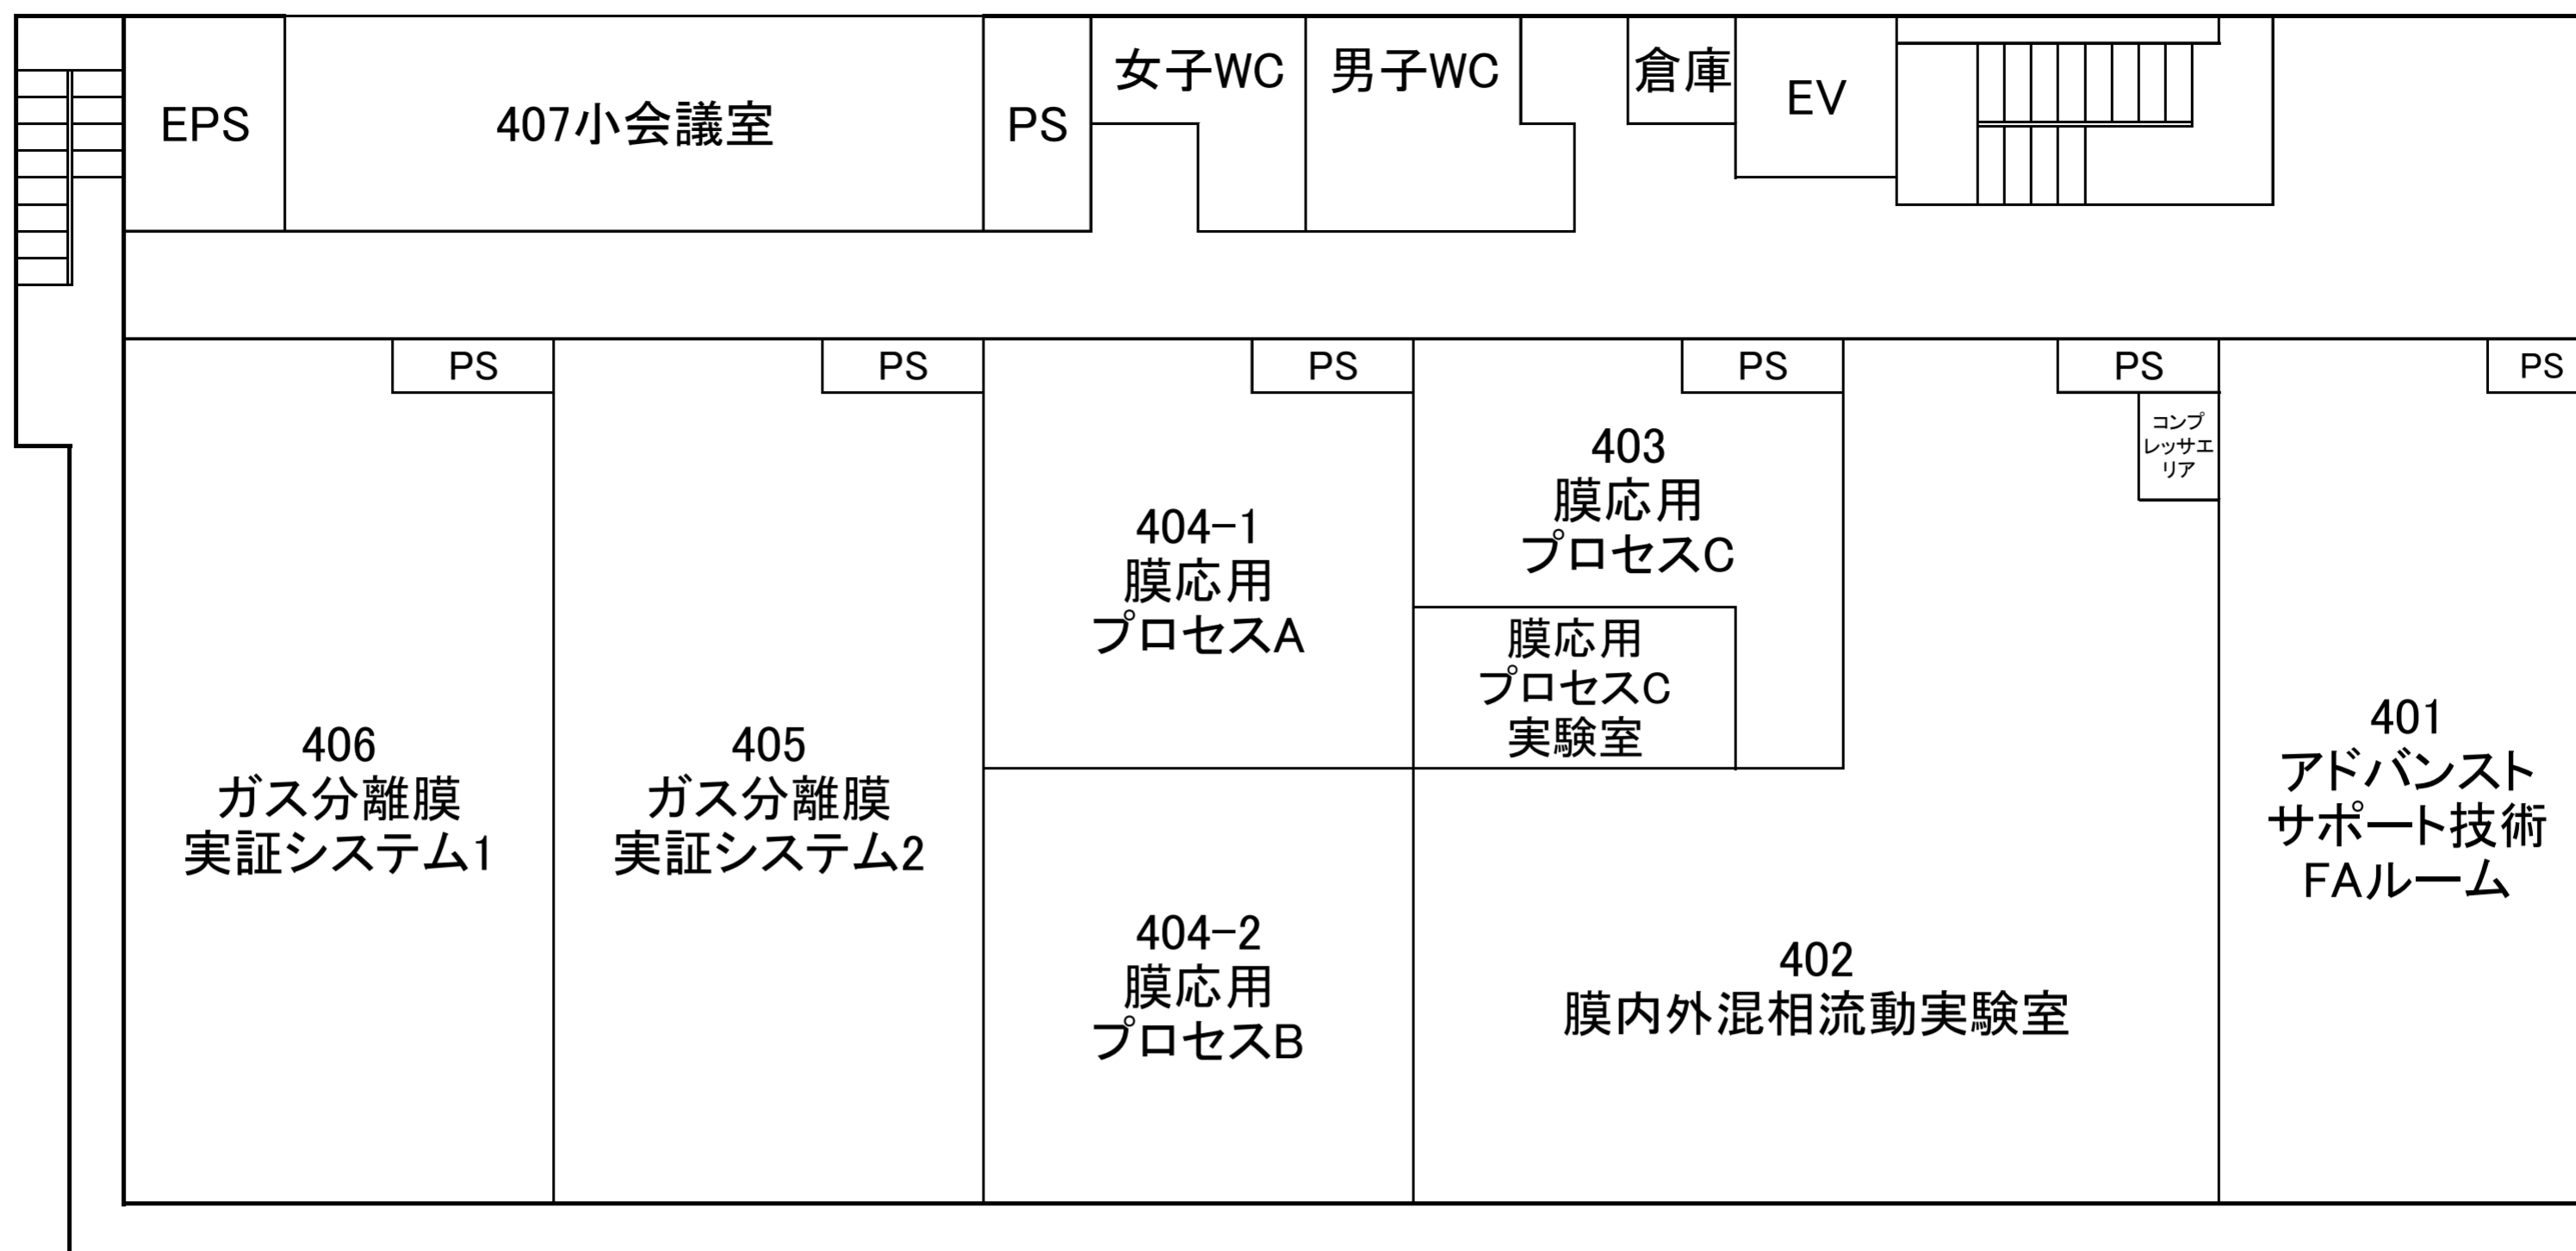 女子WC
男子WC
倉庫
EV
EPS
407小会議室
PS
PS
PS
PS
PS
PS
PS
コンプ
レッサエ
リア
403
膜応用
プロセスC
404-1
膜応用
プロセスA
膜応用
プロセスC
実験室
406
ガス分離膜
実証システム1
405
ガス分離膜
実証システム2
401
アドバンスト
サポート技術
FAルーム
404-2
膜応用
プロセスB
402
膜内外混相流動実験室